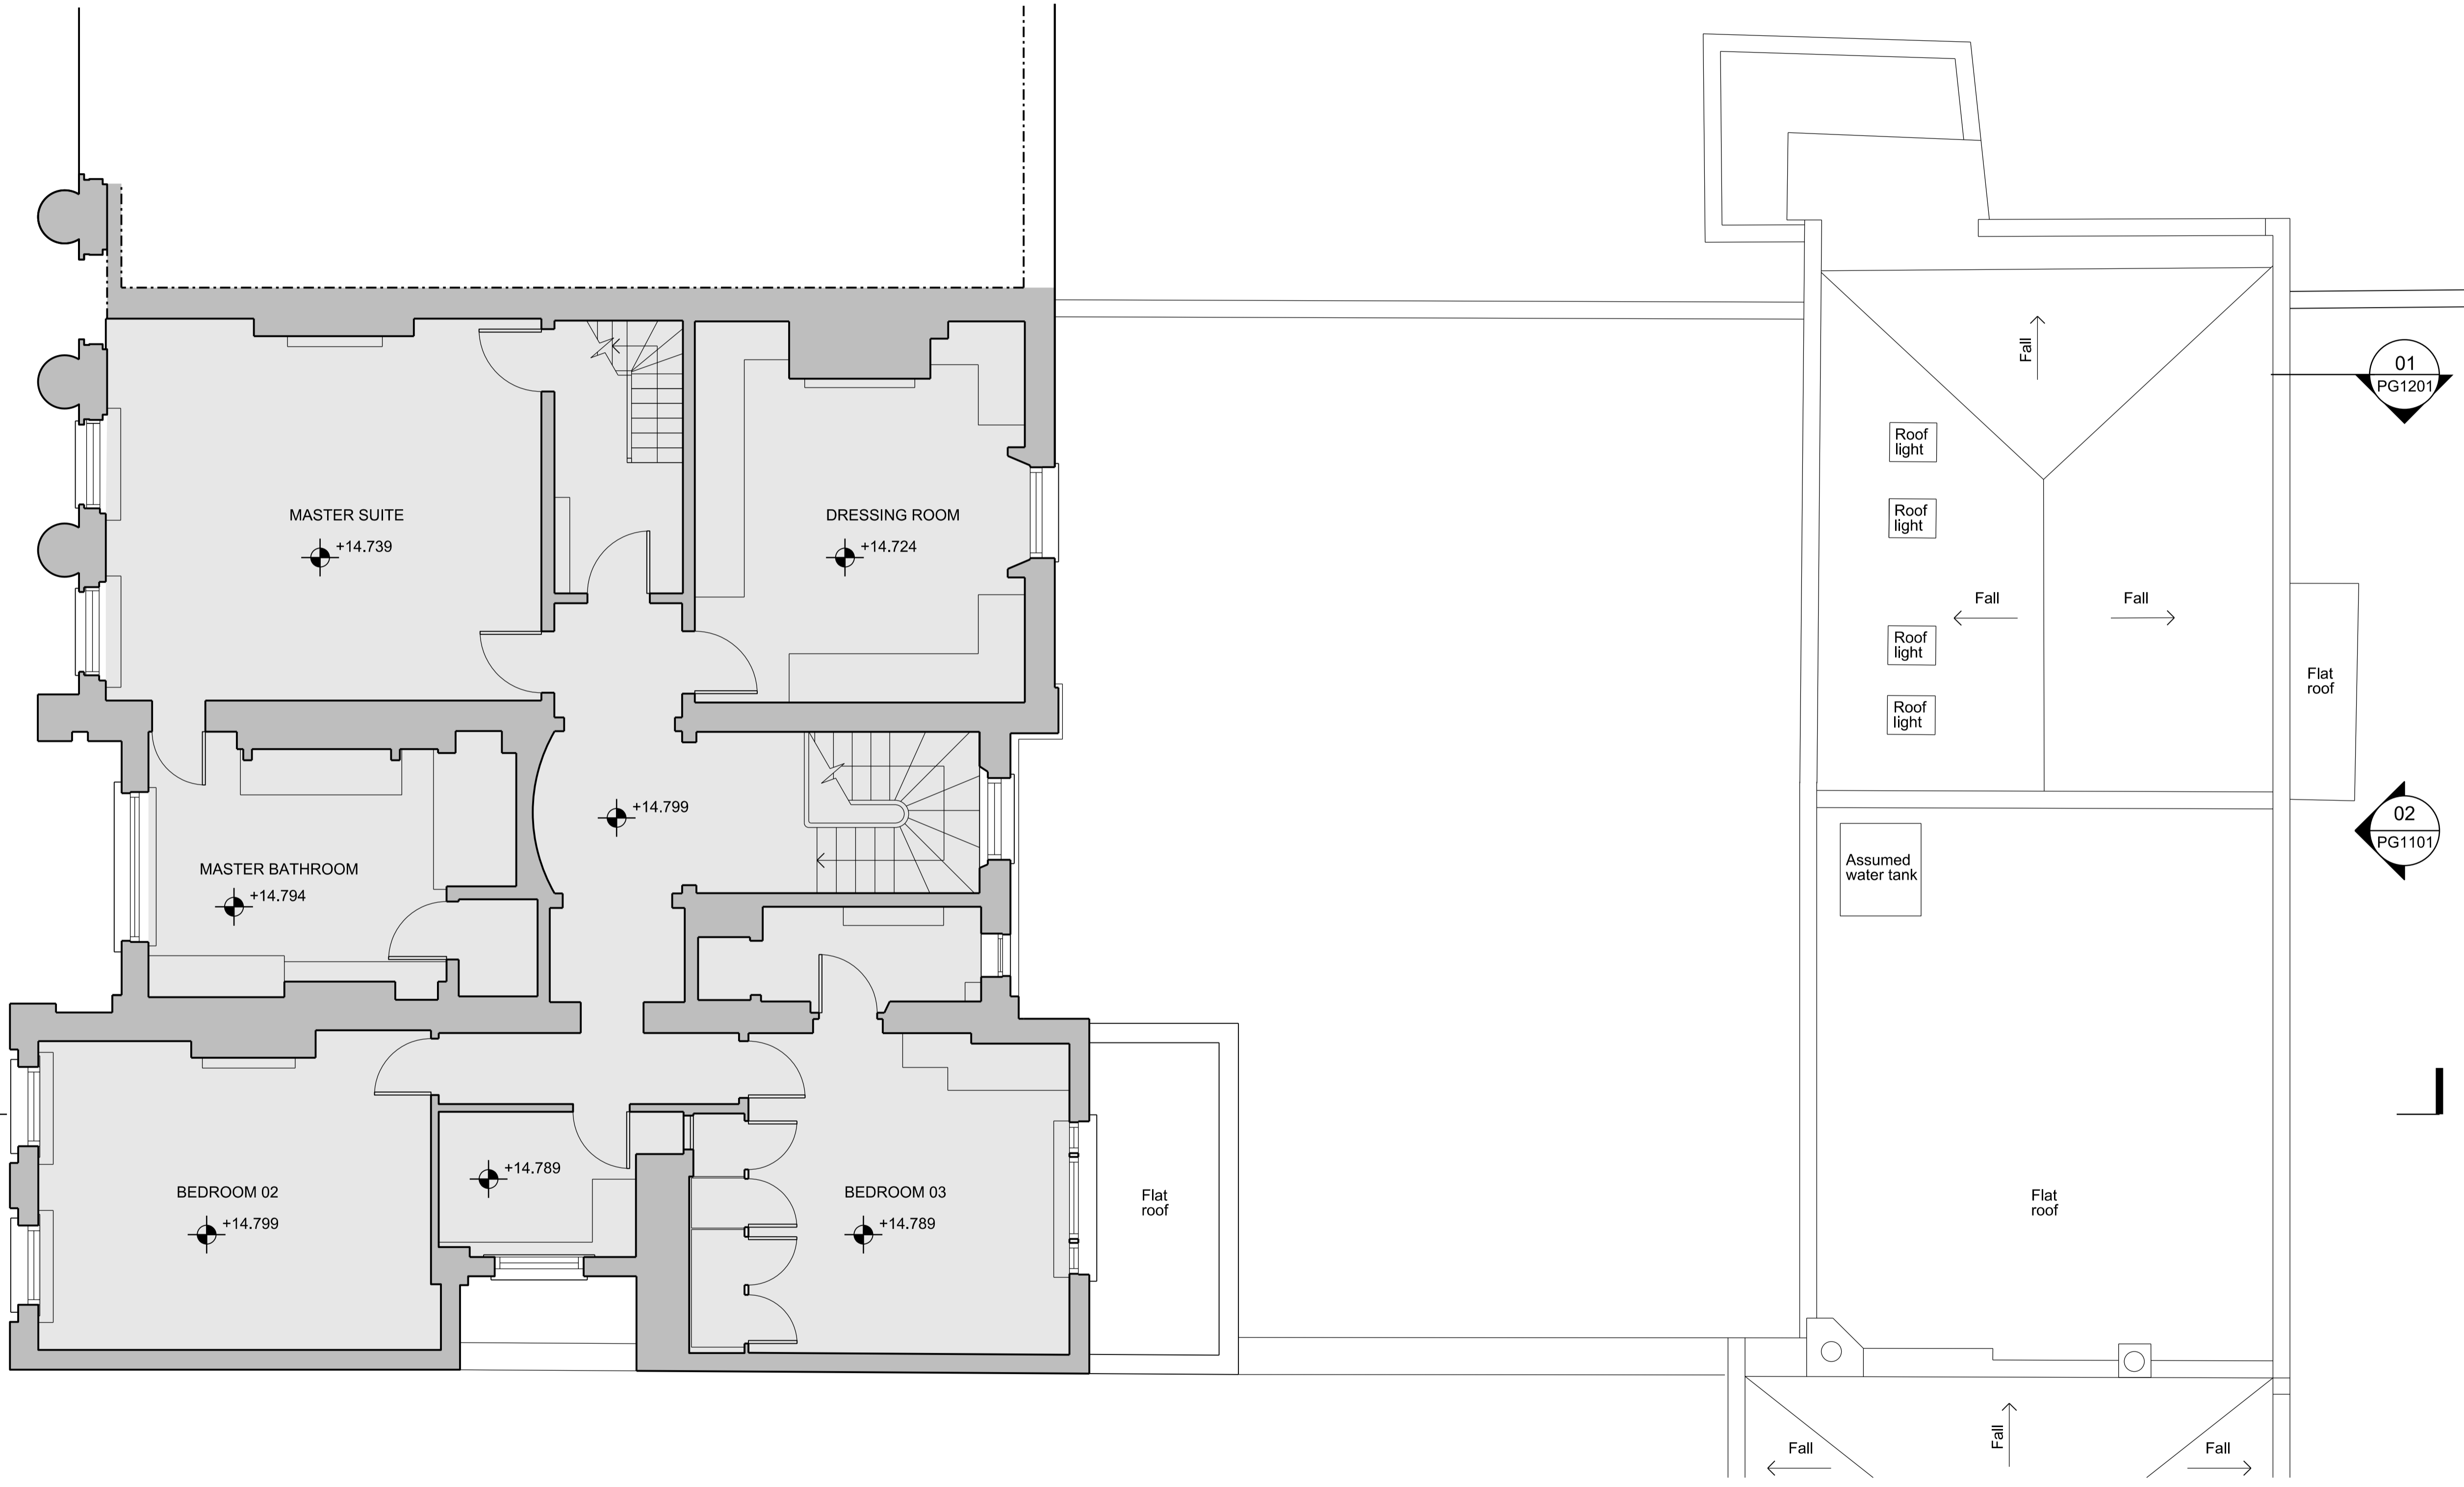 MASTER SUITE
+14.739
DRESSING ROOM
+14.724
+14.799
MASTER BATHROOM
+14.794
BEDROOM 02
+14.799
+14.789
BEDROOM 03
+14.789
Flat
roof
Fall
Roof
light
Roof
light
Fall
Fall
Roof
light
Roof
light
Flat
roof
Assumed
water tank
Flat
roof
Fall
Fall
Fall
01
PG1201
02
PG1101